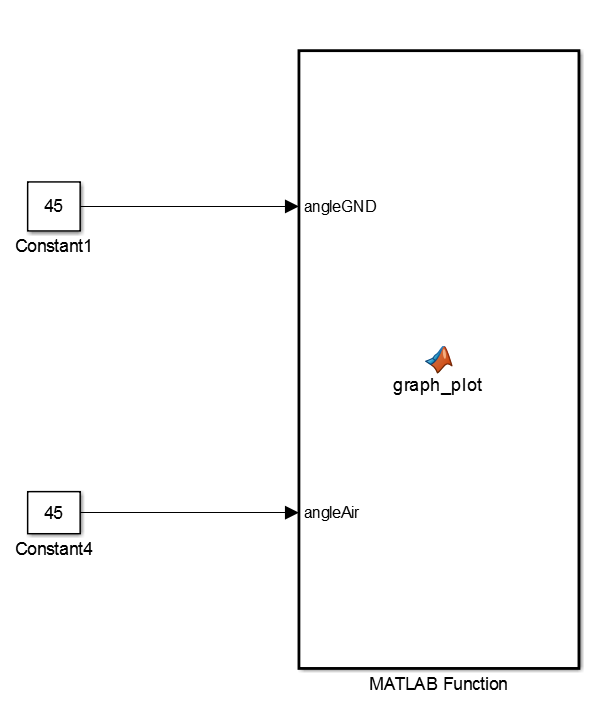 45
angleGND
Constant1
graph_plot
45
angleAir
Constant4
MATLAB Function